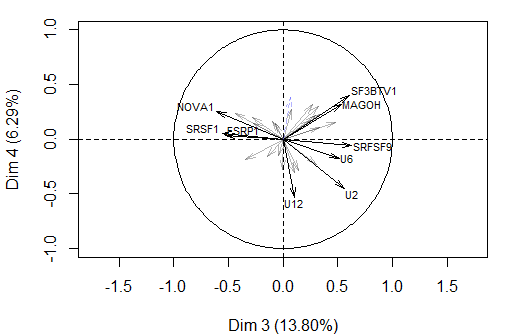 1.0
SF3BTV1
NOVA1
MAGOH
0.5
SRSF1
FSRP1
SRFSF9
0.0
U6
U2
-0.5
U12
-1.0
Dim 4 (6.29%)
-1.5 -1.0 -0.5 0.0 0.5 1.0 1.5
Dim 3 (13.80%)